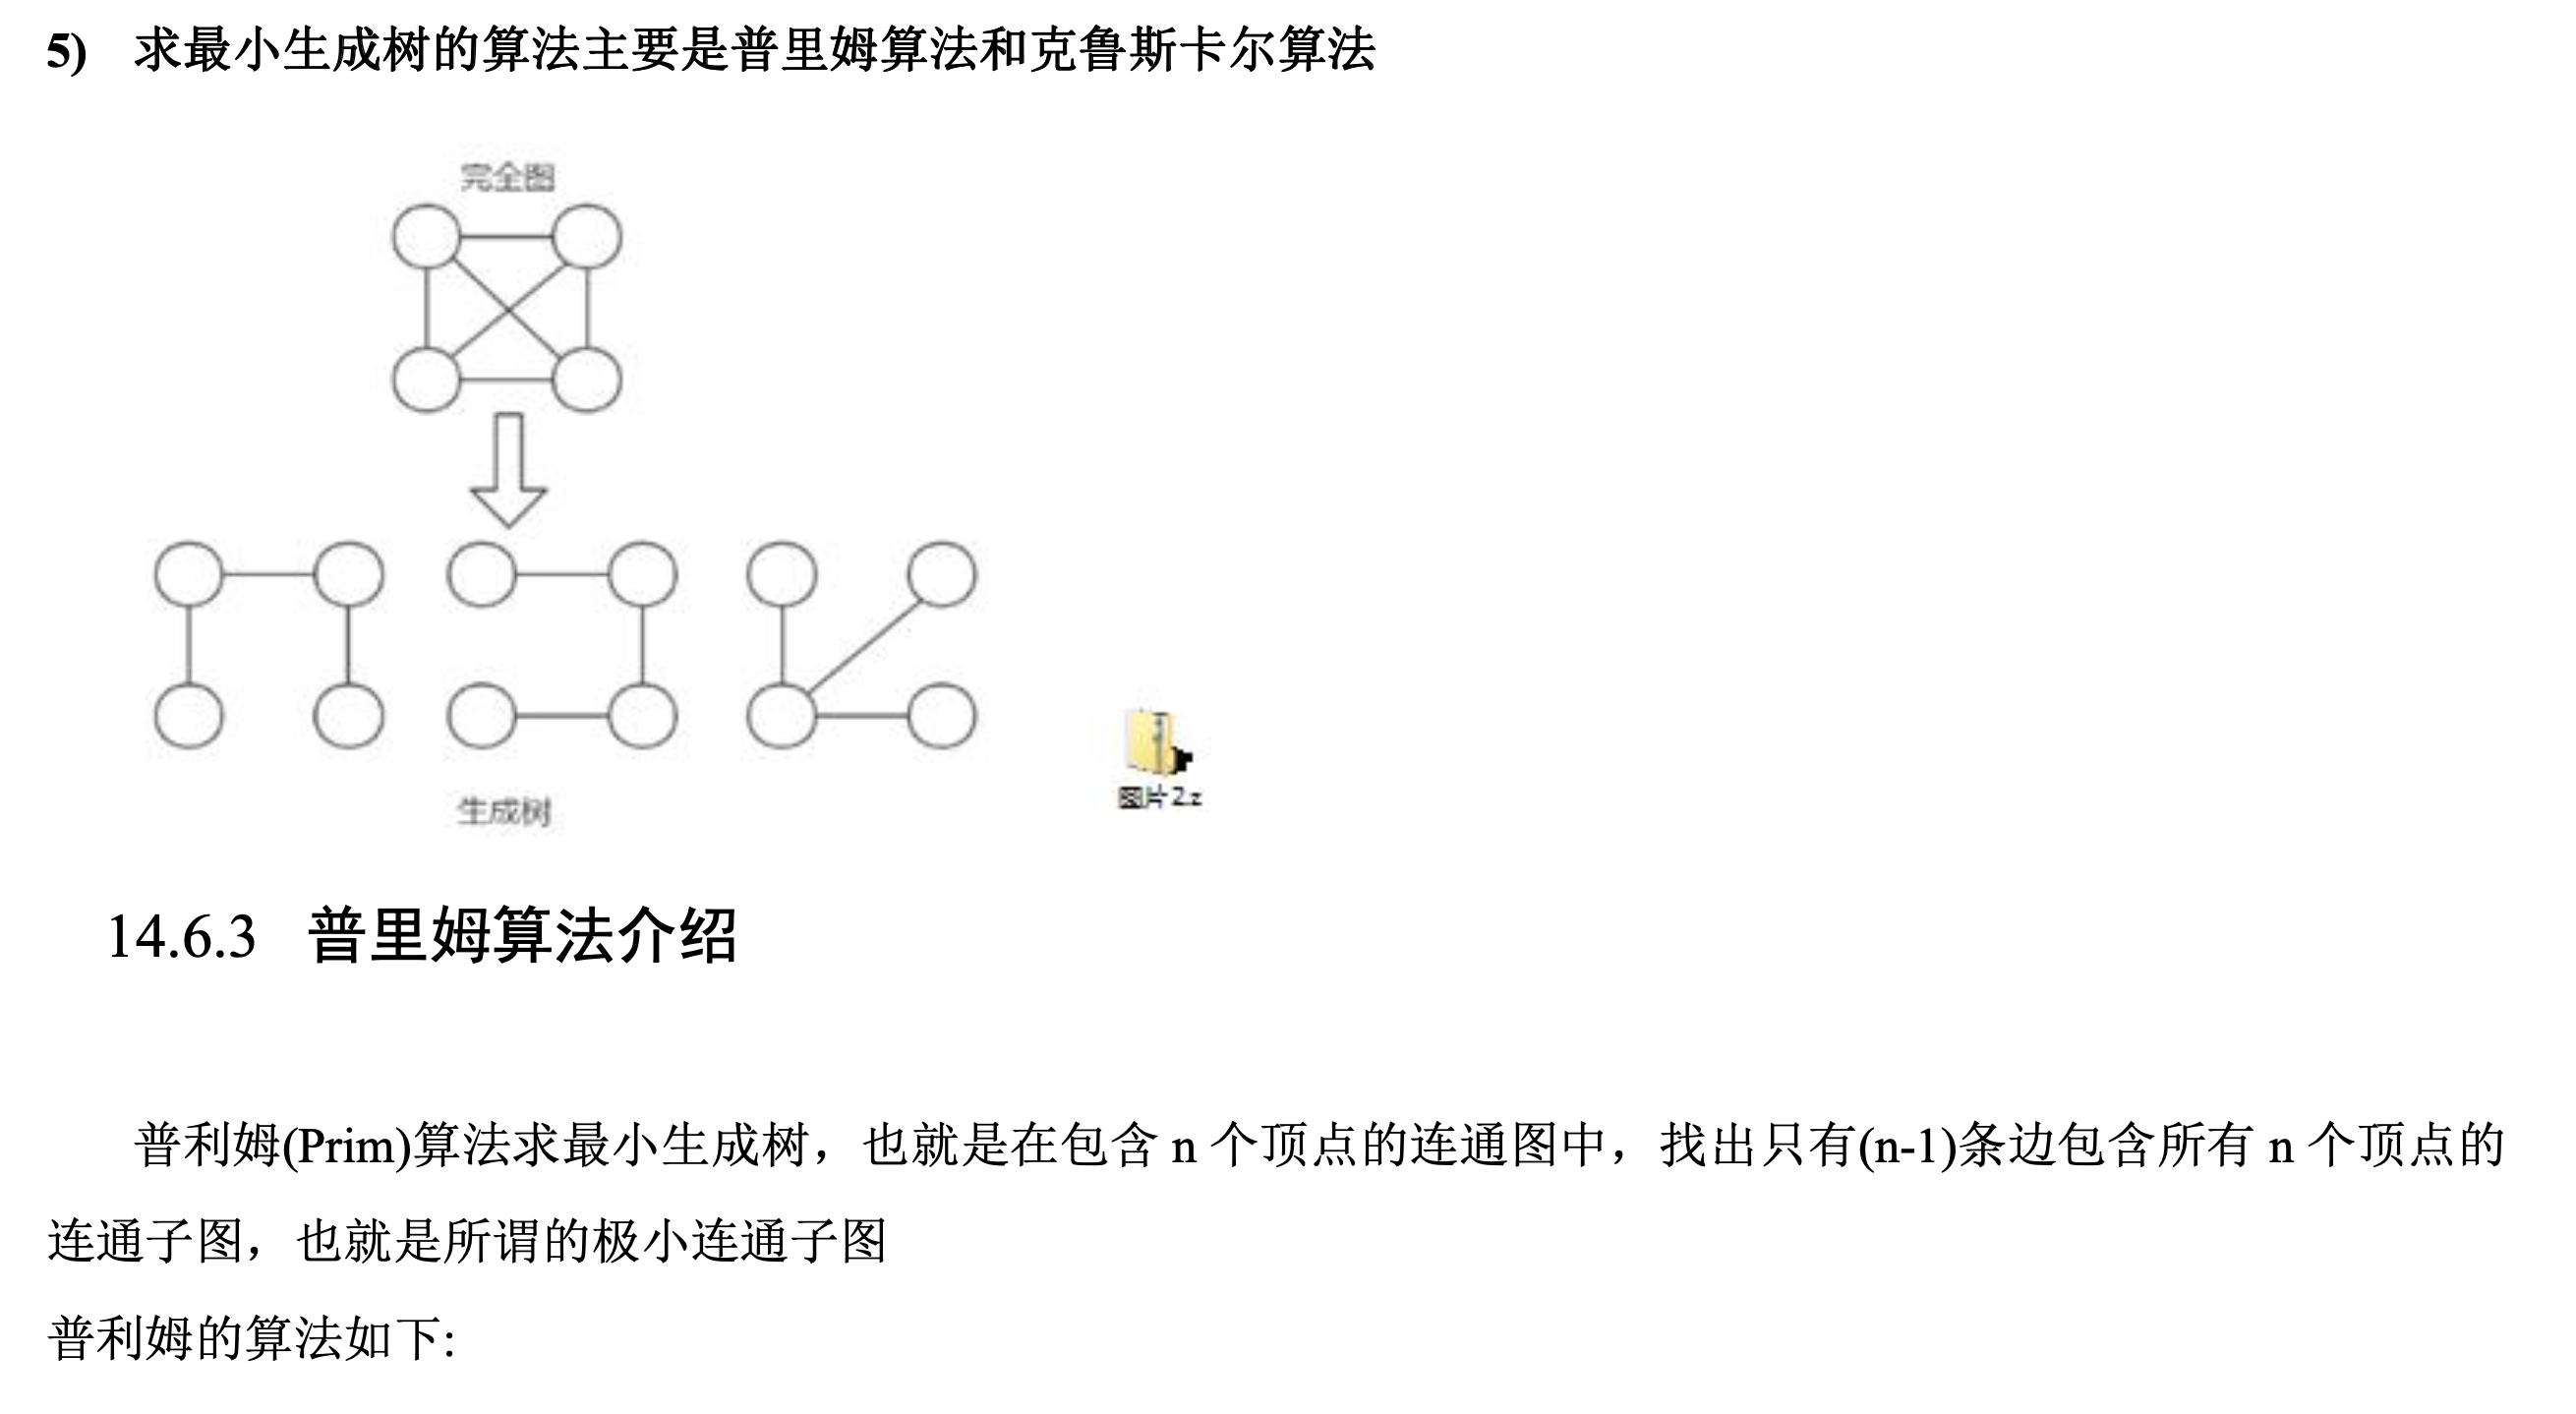 5) 求最小生成树的算法主要是普里姆算法和克鲁斯卡尔算法
完全图
生成树
图片2.z
14.6.3 普里姆算法介绍
普利姆(Prim)算法求最小生成树，也就是在包含 n 个顶点的连通图中，找出只有(n-1)条边包含所有 n 个顶点的
连通子图，也就是所谓的极小连通子图
普利姆的算法如下: